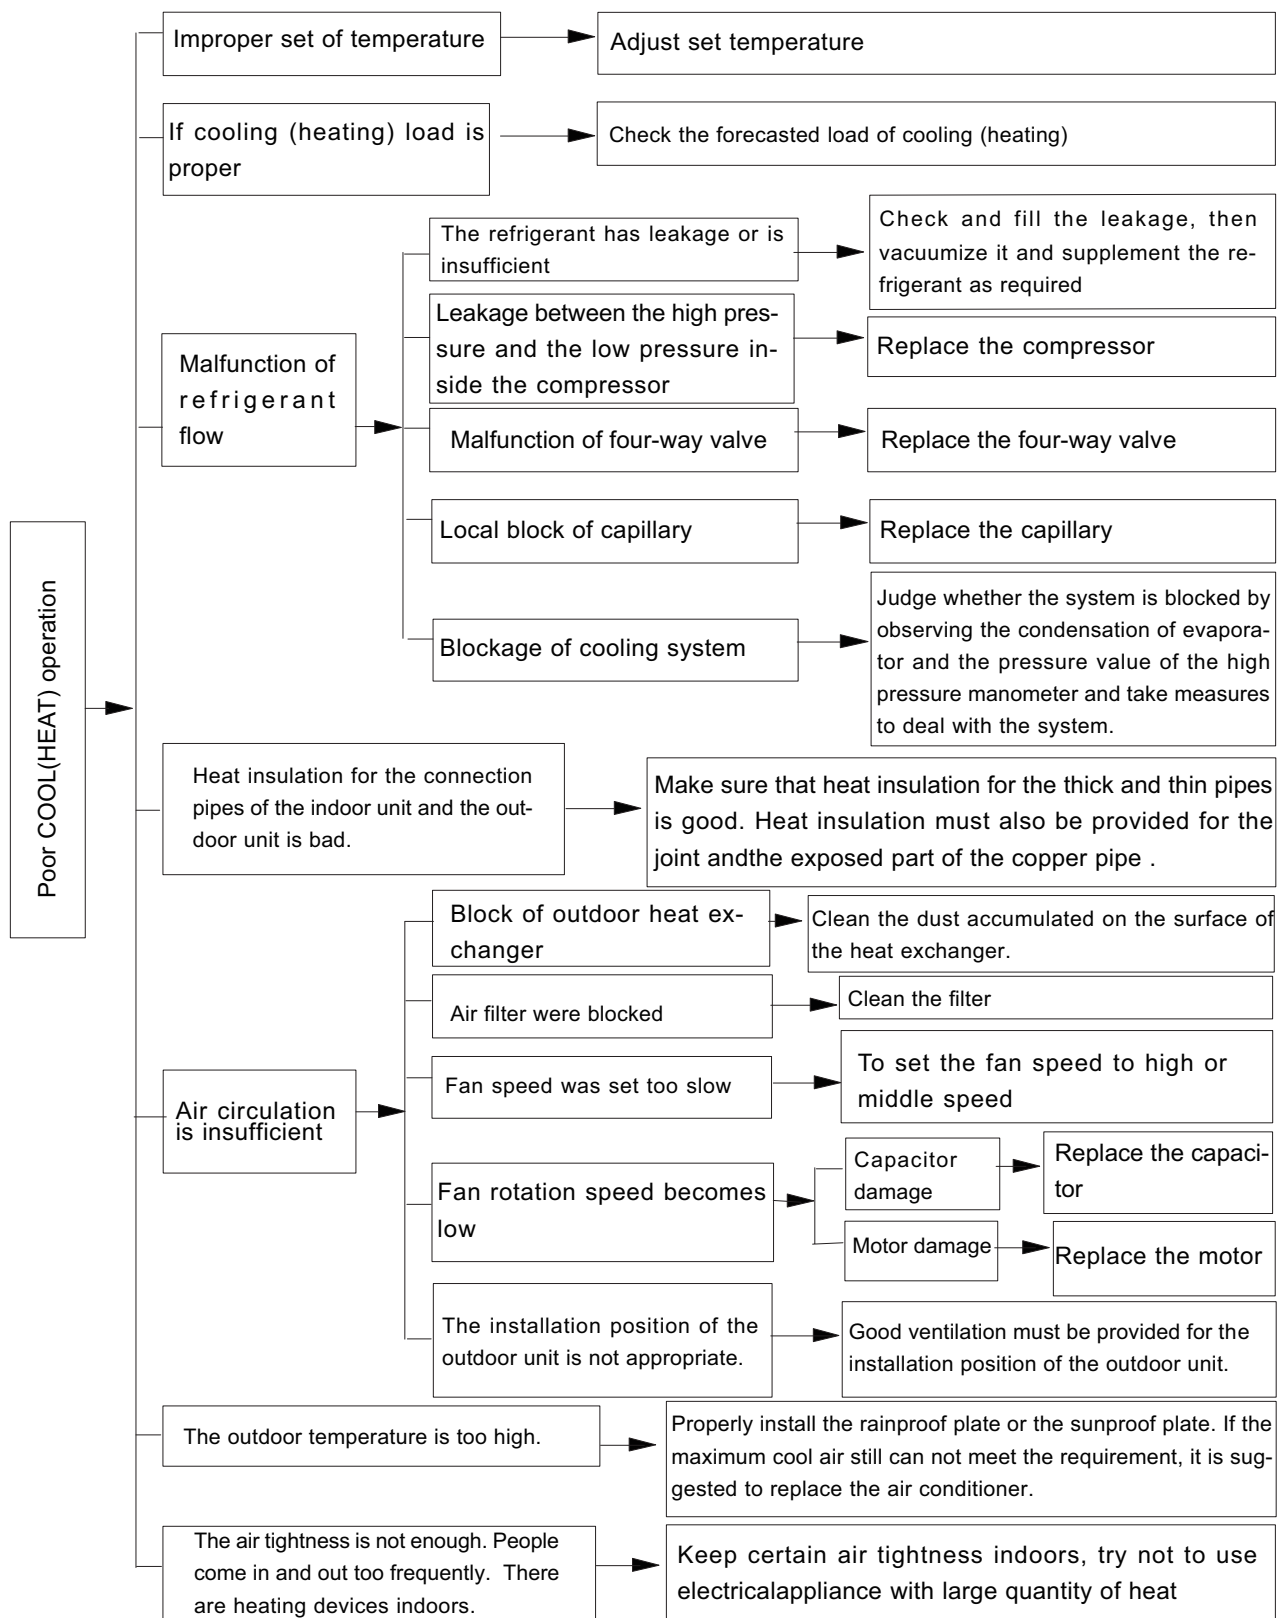 Improper set of temperature
Adjust set temperature
If cooling (heating) load is
proper
Check the forecasted load of cooling (heating)
The refrigerant has leakage or is
insufficient
Check and fill the leakage, then
vacuumize it and supplement the re-
frigerant as required
Leakage between the high pres-
sure and the low pressure in-
side the compressor
Replace the compressor
Malfunction of
refrigerant
flow
Malfunction of four-way valve
Replace the four-way valve
Local block of capillary
Replace the capillary
Blockage of cooling system
Judge whether the system is blocked by
observing the condensation of evapora-
tor and the pressure value of the high
pressure manometer and take measures
to deal with the system.
Poor COOL(HEAT) operation
Heat insulation for the connection
pipes of the indoor unit and the out-
door unit is bad.
Make sure that heat insulation for the thick and thin pipes
is good. Heat insulation must also be provided for the
joint andthe exposed part of the copper pipe .
Block of outdoor heat ex-
changer
Clean the dust accumulated on the surface of
the heat exchanger.
Air filter were blocked
Clean the filter
Air circulation
is insufficient
Fan speed was set too slow
To set the fan speed to high or
middle speed
Fan rotation speed becomes
low
Capacitor
damage
Replace the capaci-
tor
Motor damage
Replace the motor
The installation position of the
outdoor unit is not appropriate.
Good ventilation must be provided for the
installation position of the outdoor unit.
The outdoor temperature is too high.
Properly install the rainproof plate or the sunproof plate. If the
maximum cool air still can not meet the requirement, it is sug-
gested to replace the air conditioner.
The air tightness is not enough. People
come in and out too frequently. There
are heating devices indoors.
Keep certain air tightness indoors, try not to use
electricalappliance with large quantity of heat